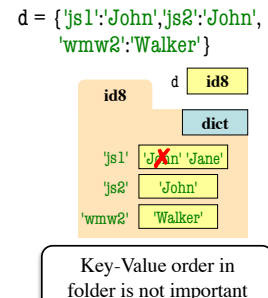 d = {'js1':'John','js2':'John',
'wmw2':'Walker'}
d id8
id8
dict
'js1' 'John' 'Jane'
'js2' 'John'
'wmw2' 'Walker'
Key-Value order in
folder is not important